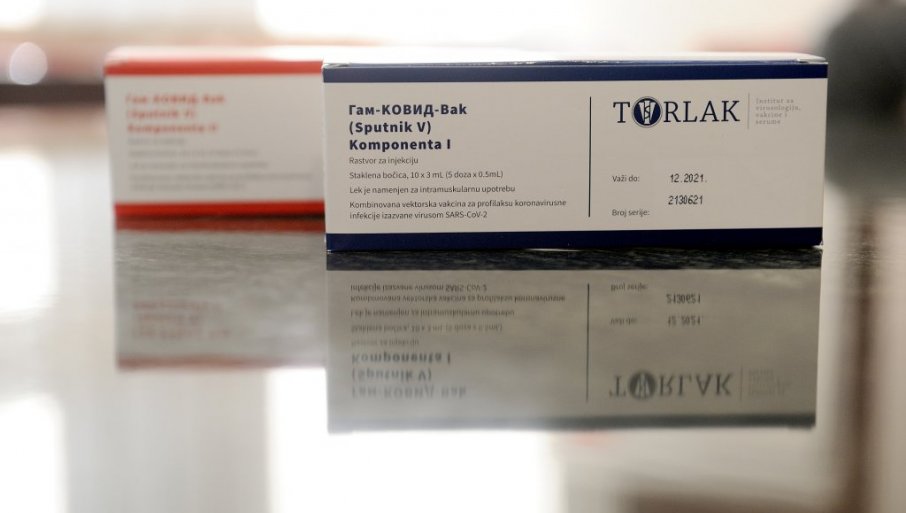 Гам-КОВИД-Bak
(Sputnik V)
Komponenta II
Гам-КОВИД-Bak
(Sputnik V)
Komponenta I
Rastvor za injekciju
Staklena bočica, 10 x 3 mL (5 doza x 0.5mL)
Lek je namenjen za intramuskularnu upotrebu
Kombinovana vektorska vakcina za profilaksu koronavirusne
infekcije izazvane virusom SARS-CoV-2
TORLAK
Institut za
virusologiju,
vakcine i
serume
Važi do: 12.2021.
2130621
Broj serije: